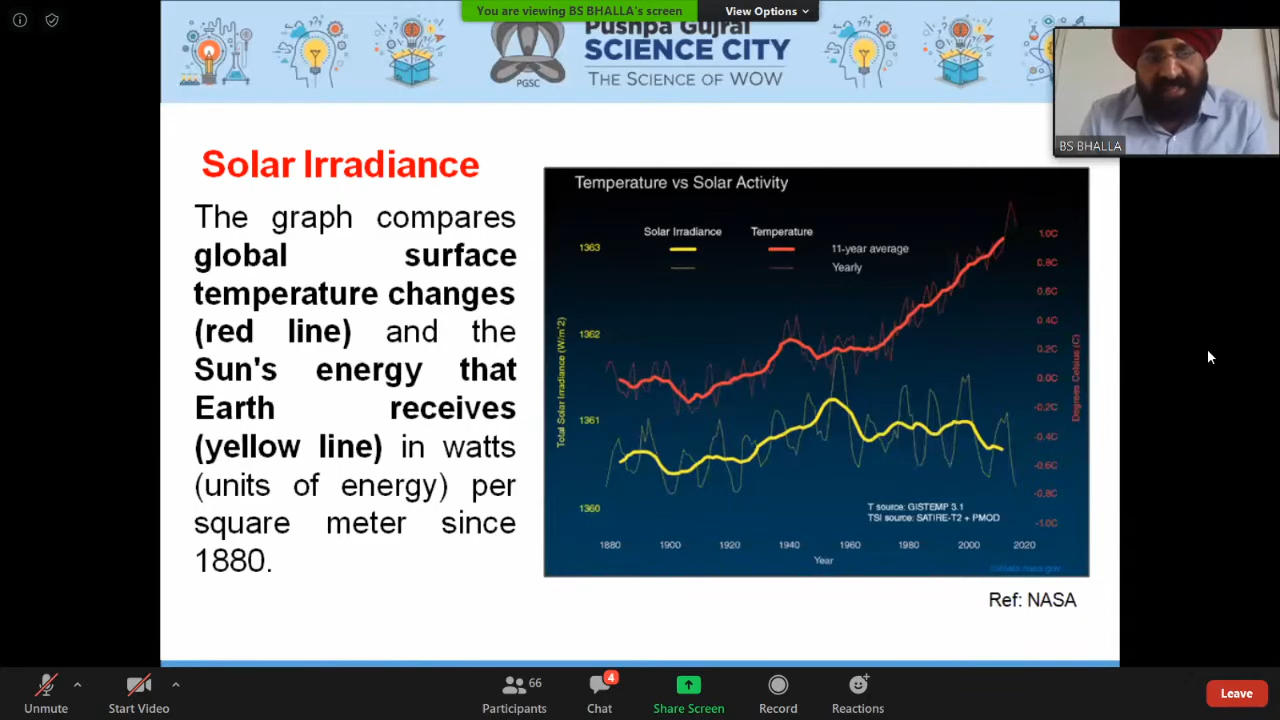 You are viewing BS BHALLA's screen
View Options
Pushpa Gujral
SCIENCE CITY
THE SCIENCE OF WOW
PGSC
BS BHALLA
Solar Irradiance
The graph compares
global surface
temperature changes
(red line) and the
Sun's energy that
Earth receives
(yellow line) in watts
(units of energy) per
square meter since
1880.
Temperature vs Solar Activity
Solar Irradiance Temperature
11-year average
Yearly
1363
1362
1361
1360
Total Solar Irradiance (W/m^2)
1.0C
0.8C
0.6C
0.4C
0.2C
0.0C
-0.2C
-0.4C
-0.6C
-0.8C
-1.0C
Degrees Celsius (C)
T source: GISTEMP 3.1
TSI source: SATIRE-T2 + PMOD
1880 1900 1920 1940 1960 1980 2000 2020
Year
Ref: NASA
Unmute
Start Video
66
Participants
4
Chat
Share Screen
Record
Reactions
Leave